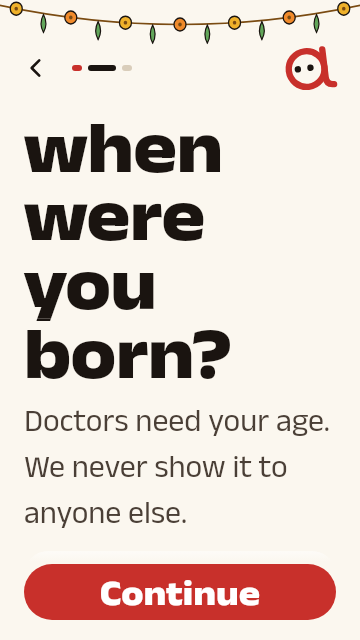 when
were
you
born?
Doctors need your age.
We never show it to
anyone else.
Continue